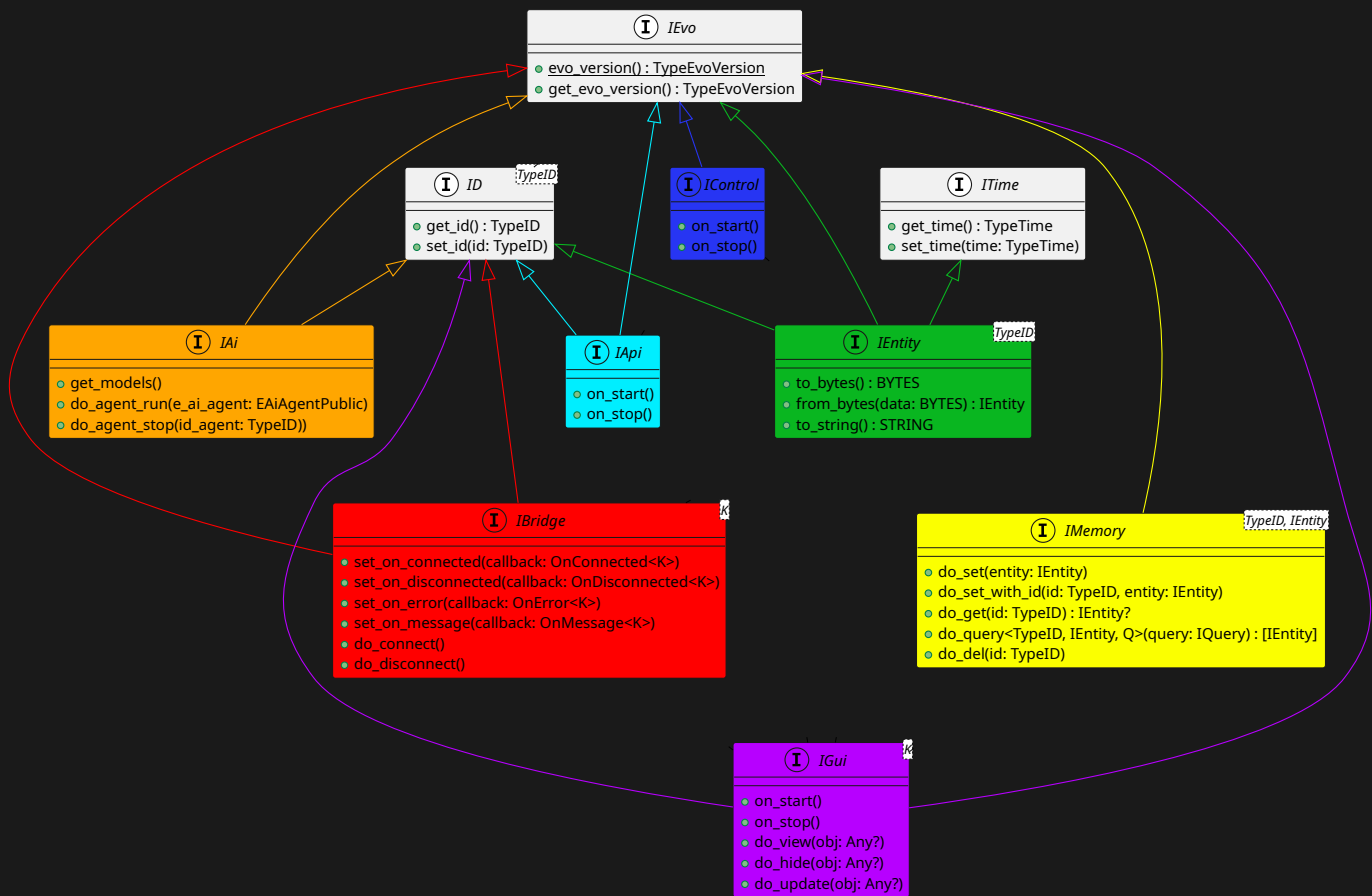 I IEvo
evo_version() : TypeEvoVersion
get_evo_version() : TypeEvoVersion
I ID
TypeID
get_id() : TypeID
set_id(id: TypeID)
I IControl
on_start()
on_stop()
I ITime
get_time() : TypeTime
set_time(time: TypeTime)
I IAi
get_models()
do_agent_run(e_ai_agent: EAiAgentPublic)
do_agent_stop(id_agent: TypeID))
I IApi
on_start()
on_stop()
I IEntity
TypeID
to_bytes() : BYTES
from_bytes(data: BYTES) : IEntity
to_string() : STRING
I IBridge
K
set_on_connected(callback: OnConnected<K>)
set_on_disconnected(callback: OnDisconnected<K>)
set_on_error(callback: OnError<K>)
set_on_message(callback: OnMessage<K>)
do_connect()
do_disconnect()
I IMemory
TypeID, IEntity
do_set(entity: IEntity)
do_set_with_id(id: TypeID, entity: IEntity)
do_get(id: TypeID) : IEntity?
do_query<TypeID, IEntity, Q>(query: IQuery) : [IEntity]
do_del(id: TypeID)
I IGui
K
on_start()
on_stop()
do_view(obj: Any?)
do_hide(obj: Any?)
do_update(obj: Any?)